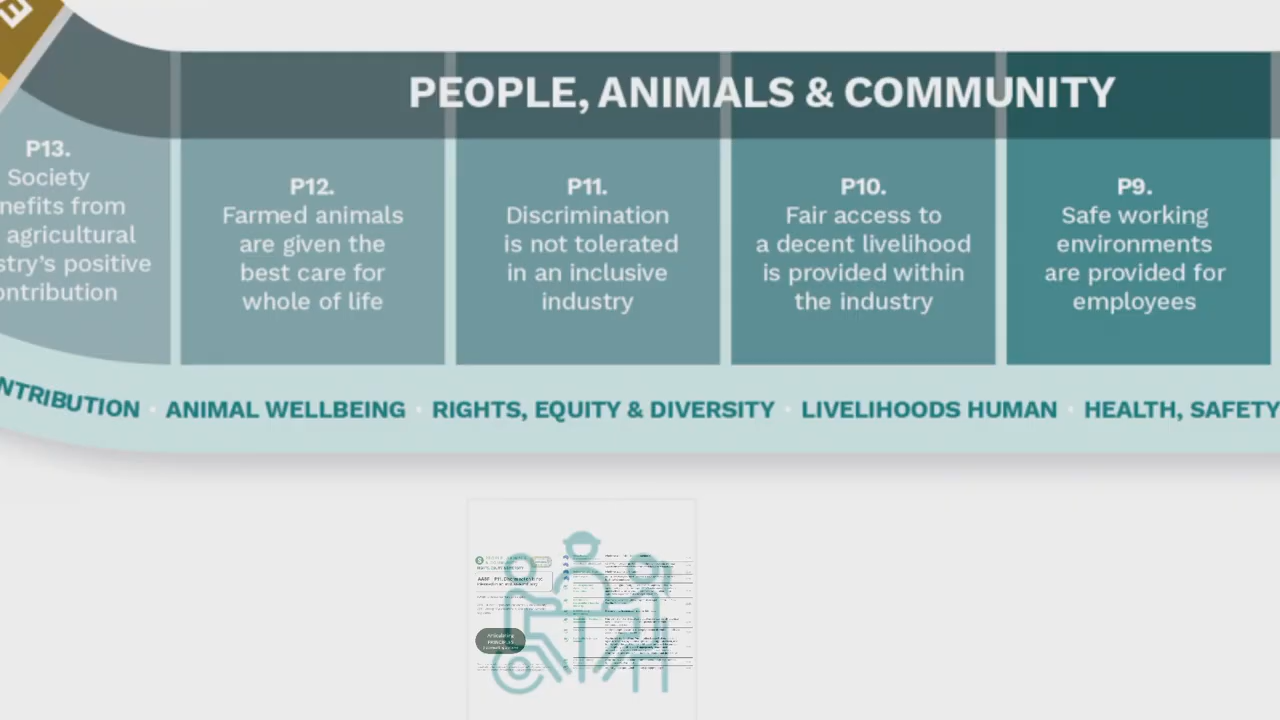 E
PEOPLE, ANIMALS & COMMUNITY
P13.
Society
nefits from
agricultural
stry's positive
ontribution
P12.
Farmed animals
are given the
best care for
whole of life
P11.
Discrimination
is not tolerated
in an inclusive
industry
P10.
Fair access to
a decent livelihood
is provided within
the industry
P9.
Safe working
environments
are provided for
employees
NTRIBUTION · ANIMAL WELLBEING · RIGHTS, EQUITY & DIVERSITY · LIVELIHOODS HUMAN · HEALTH, SAFETY